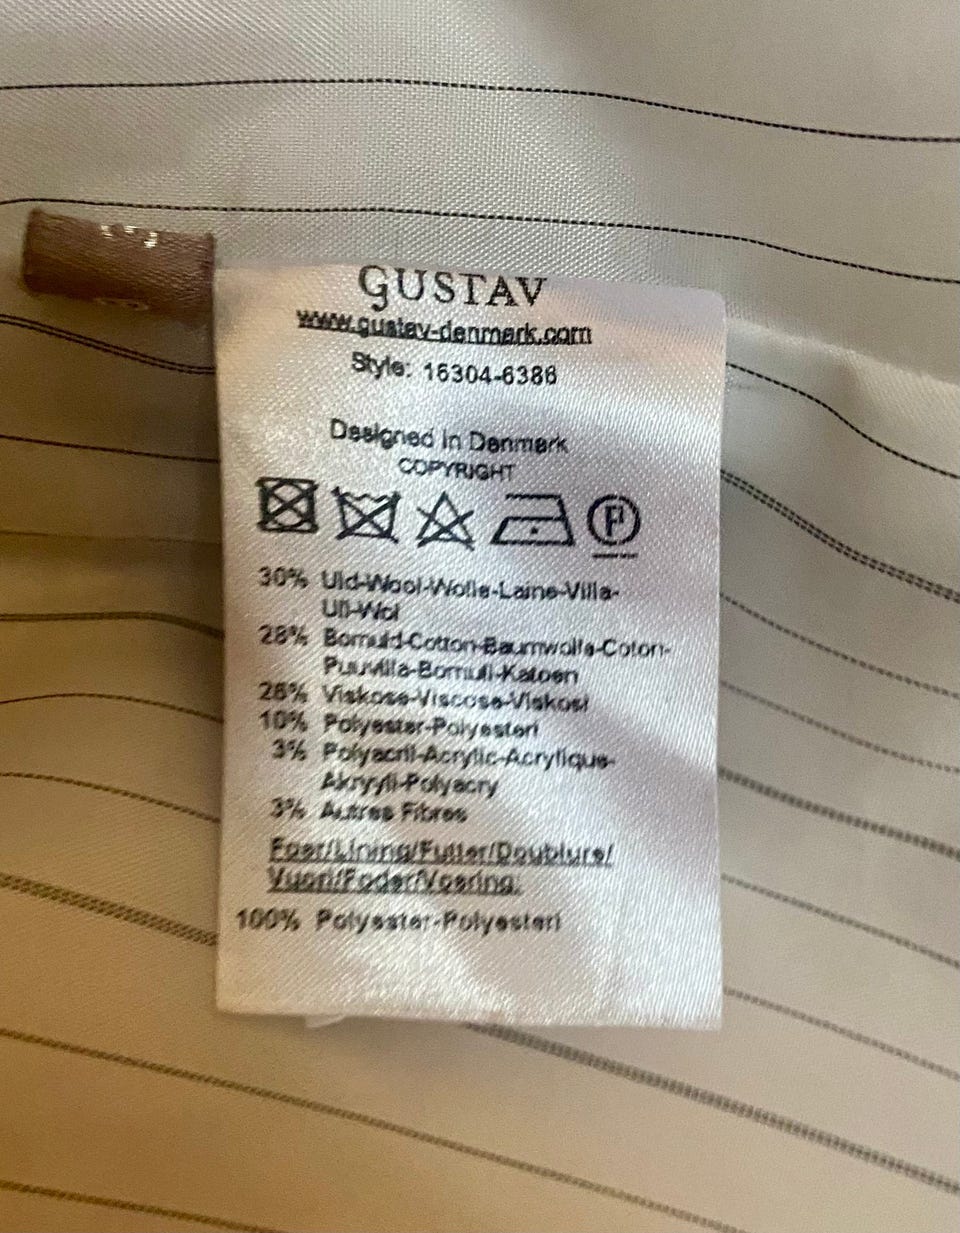 GUSTAV
www.gustav-denmark.com
Style: 16304-6386
Designed in Denmark
COPYRIGHT
F
30% Uld-Wool-Wolle-Laine-Villa-
Ull-Wol
28% Bomuld-Cotton-Baumwolle-Coton-
Puuvilla-Bomull-Katoen
26% Viskose-Viscose-Viskosi
10% Polyester-Polyesteri
3% Polyacril-Acrylic-Acrylique-
Akryyli-Polyacry
3% Autres Fibres
Foer/Lining/Futter/Doublure/
Vuori/Foder/Voering:
100% Polyester-Polyesteri